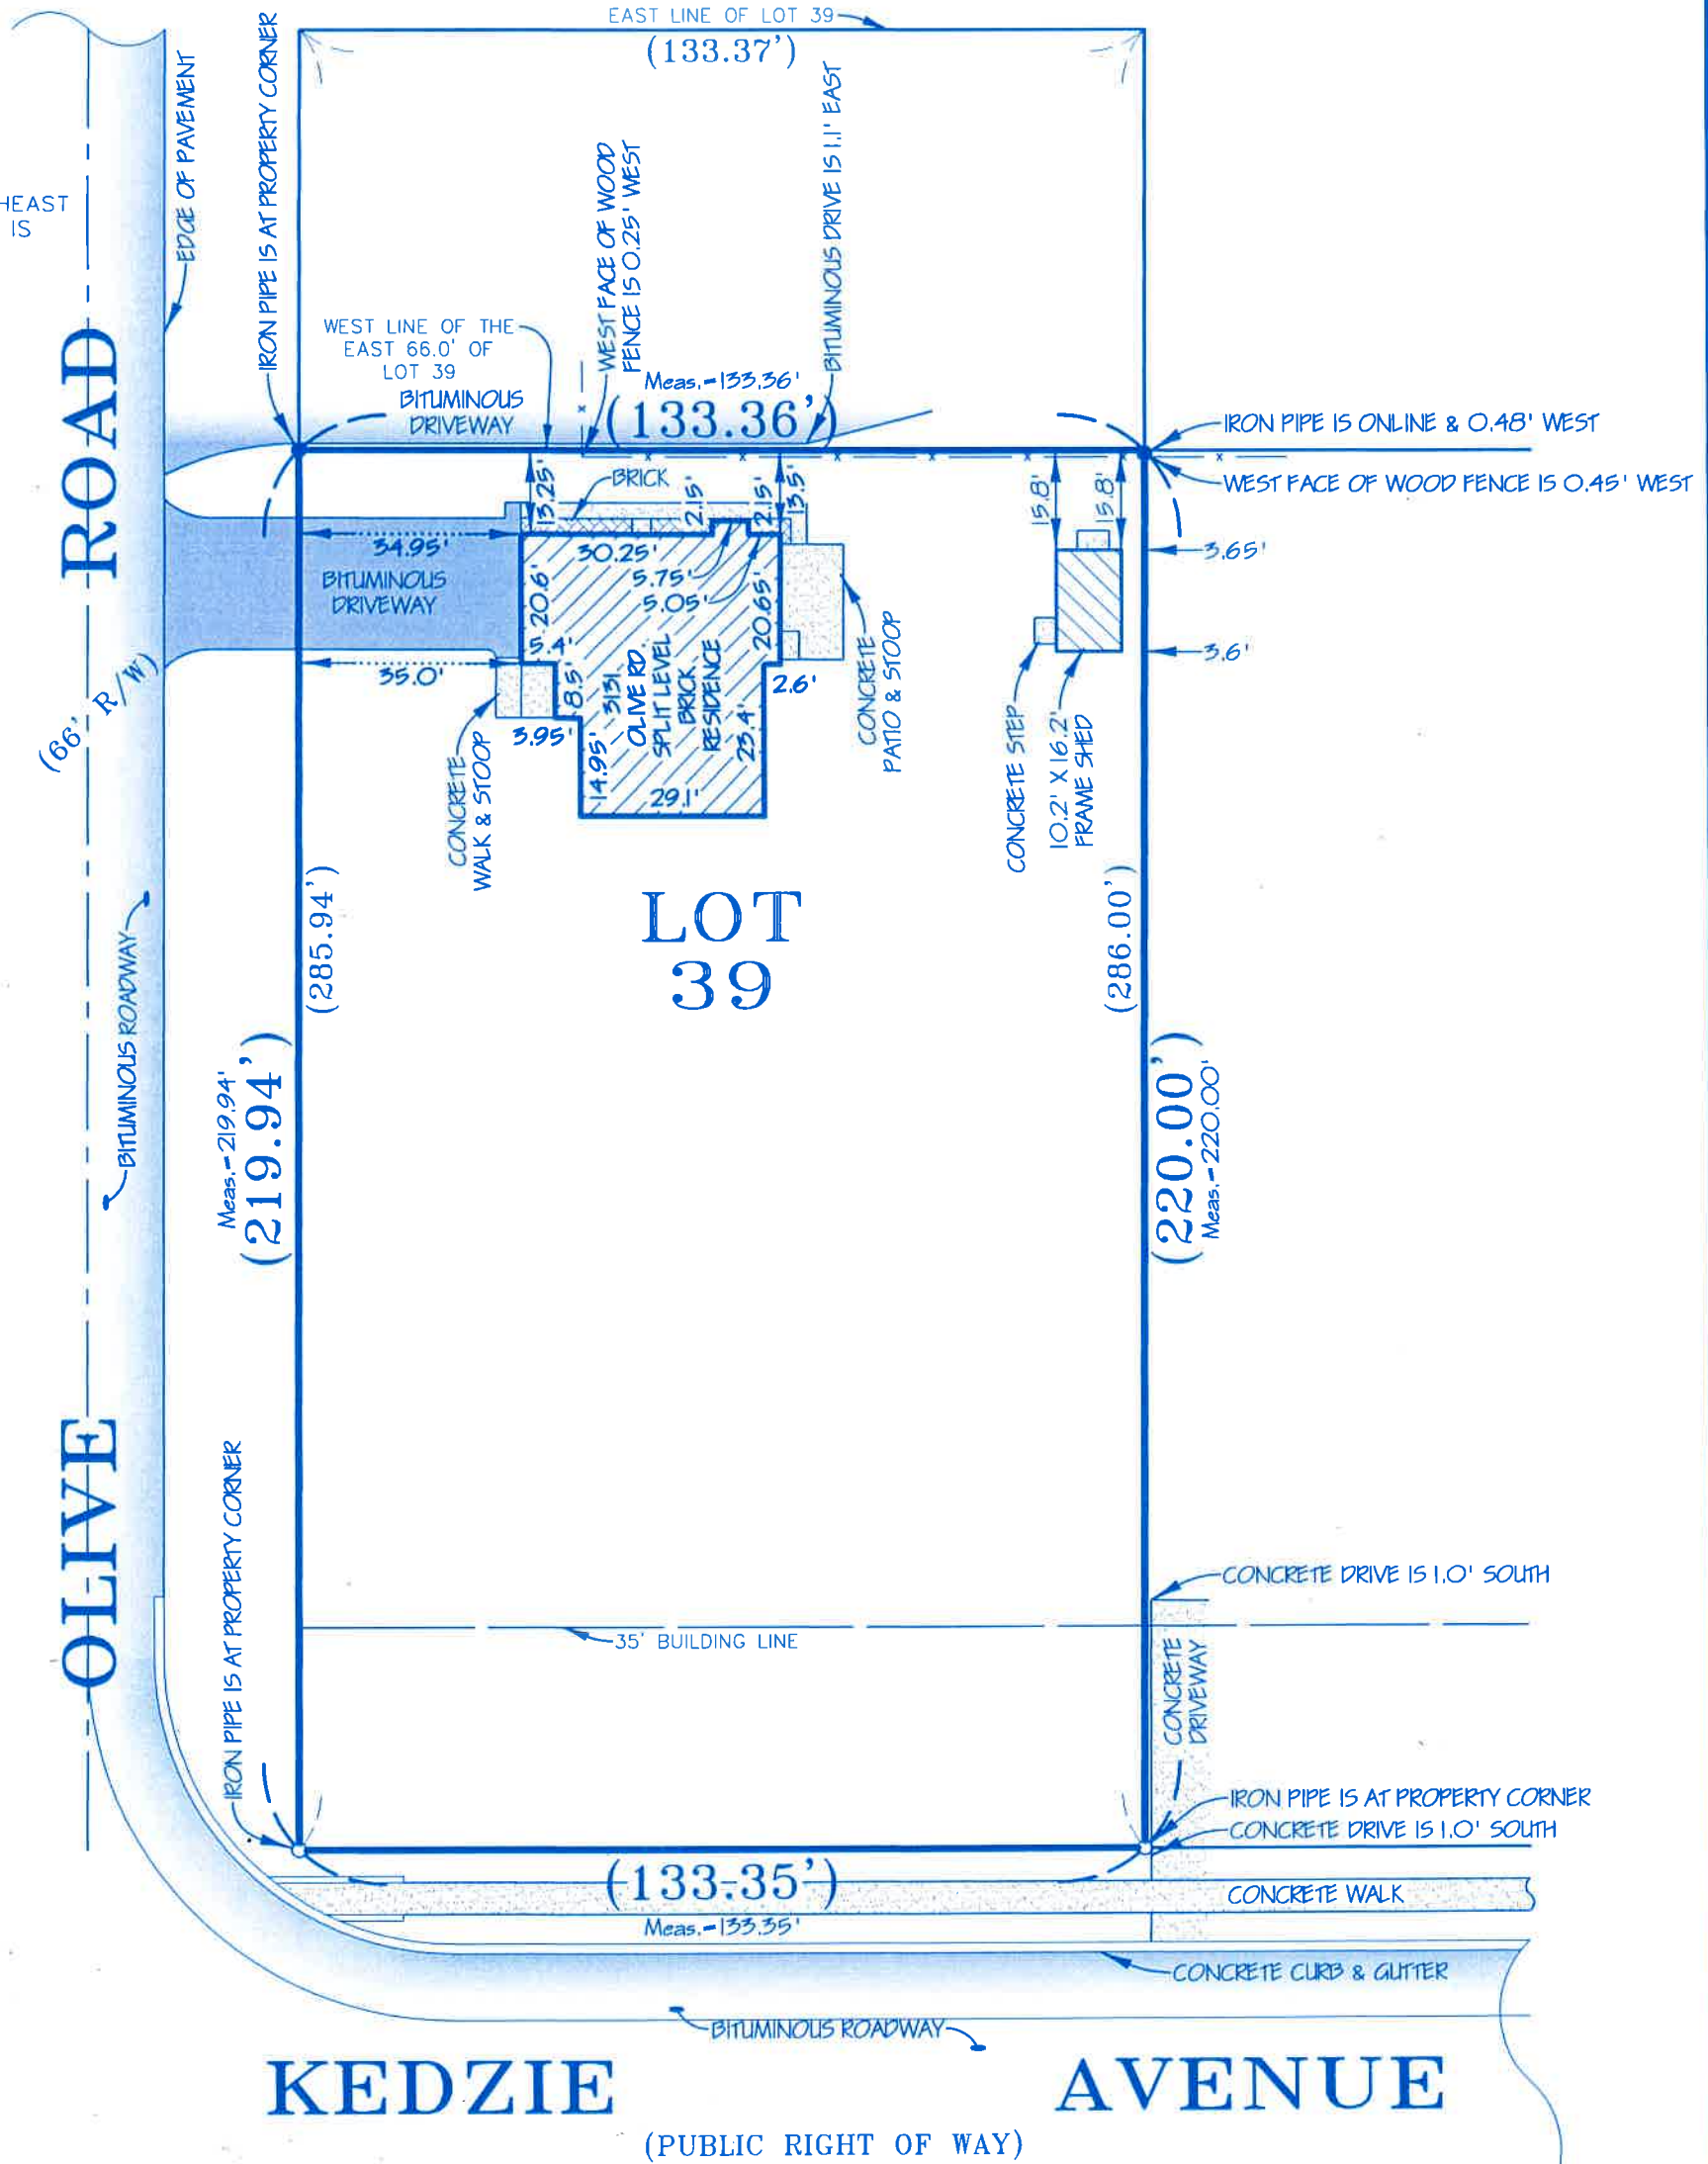 EAST LINE OF LOT 39
(133.37')
HEAST
IS
EDGE OF PAVEMENT
IRON PIPE IS AT PROPERTY CORNER
WEST FACE OF WOOD
FENCE IS 0.25' WEST
BITUMINOUS DRIVE IS 1.1' EAST
WEST LINE OF THE
EAST 66.0' OF
LOT 39
BITUMINOUS
DRIVEWAY
Meas.=133.36'
(133.36')
IRON PIPE IS ONLINE & 0.48' WEST
WEST FACE OF WOOD FENCE IS 0.45' WEST
ROAD
(66' R/W)
34.95'
BITUMINOUS
DRIVEWAY
35.0'
13.25'
BRICK
2.15'
2.15'
13.5'
30.25'
5.75'
5.05'
20.6'
20.65'
5.4'
8.5'
3.95'
14.95'
3131
OLIVE RD.
SPLIT LEVEL
BRICK
RESIDENCE
23.4'
2.6'
29.1'
CONCRETE
WALK & STOOP
CONCRETE
PATIO & STOOP
15.8'
15.8'
3.65'
3.6'
CONCRETE STEP
10.2' X 16.2'
FRAME SHED
LOT
39
(285.94')
(286.00')
BITUMINOUS ROADWAY
Meas.=219.94'
(219.94')
(220.00')
Meas.=220.00'
OLIVE
IRON PIPE IS AT PROPERTY CORNER
CONCRETE DRIVE IS 1.0' SOUTH
35' BUILDING LINE
CONCRETE
DRIVEWAY
IRON PIPE IS AT PROPERTY CORNER
CONCRETE DRIVE IS 1.0' SOUTH
(133.35')
Meas.=133.35'
CONCRETE WALK
CONCRETE CURB & GUTTER
BITUMINOUS ROADWAY
KEDZIE AVENUE
(PUBLIC RIGHT OF WAY)